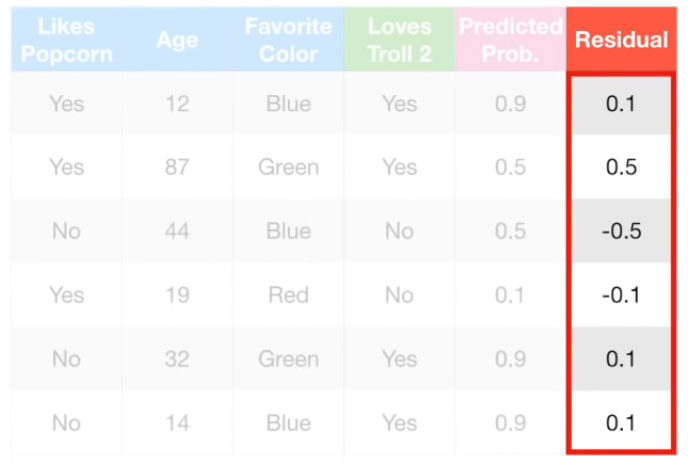 Likes Popcorn Age Favorite Color Loves Troll 2 Predicted Prob. Residual
Yes 12 Blue Yes 0.9 0.1
Yes 87 Green Yes 0.5 0.5
No 44 Blue No 0.5 -0.5
Yes 19 Red No 0.1 -0.1
No 32 Green Yes 0.9 0.1
No 14 Blue Yes 0.9 0.1